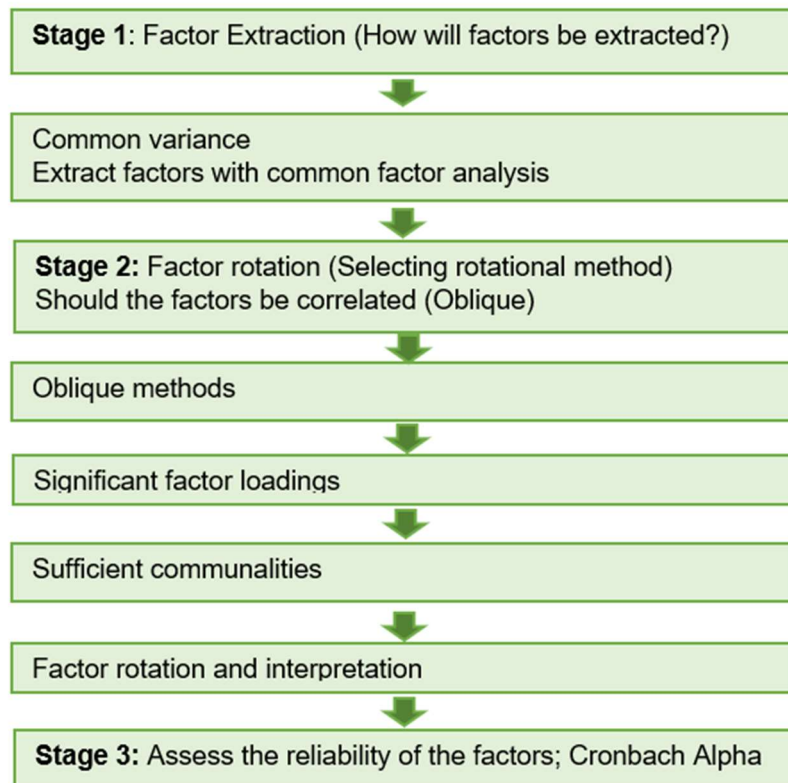 Stage 1: Factor Extraction (How will factors be extracted?)
Common variance
Extract factors with common factor analysis
Stage 2: Factor rotation (Selecting rotational method)
Should the factors be correlated (Oblique)
Oblique methods
Significant factor loadings
Sufficient communalities
Factor rotation and interpretation
Stage 3: Assess the reliability of the factors; Cronbach Alpha